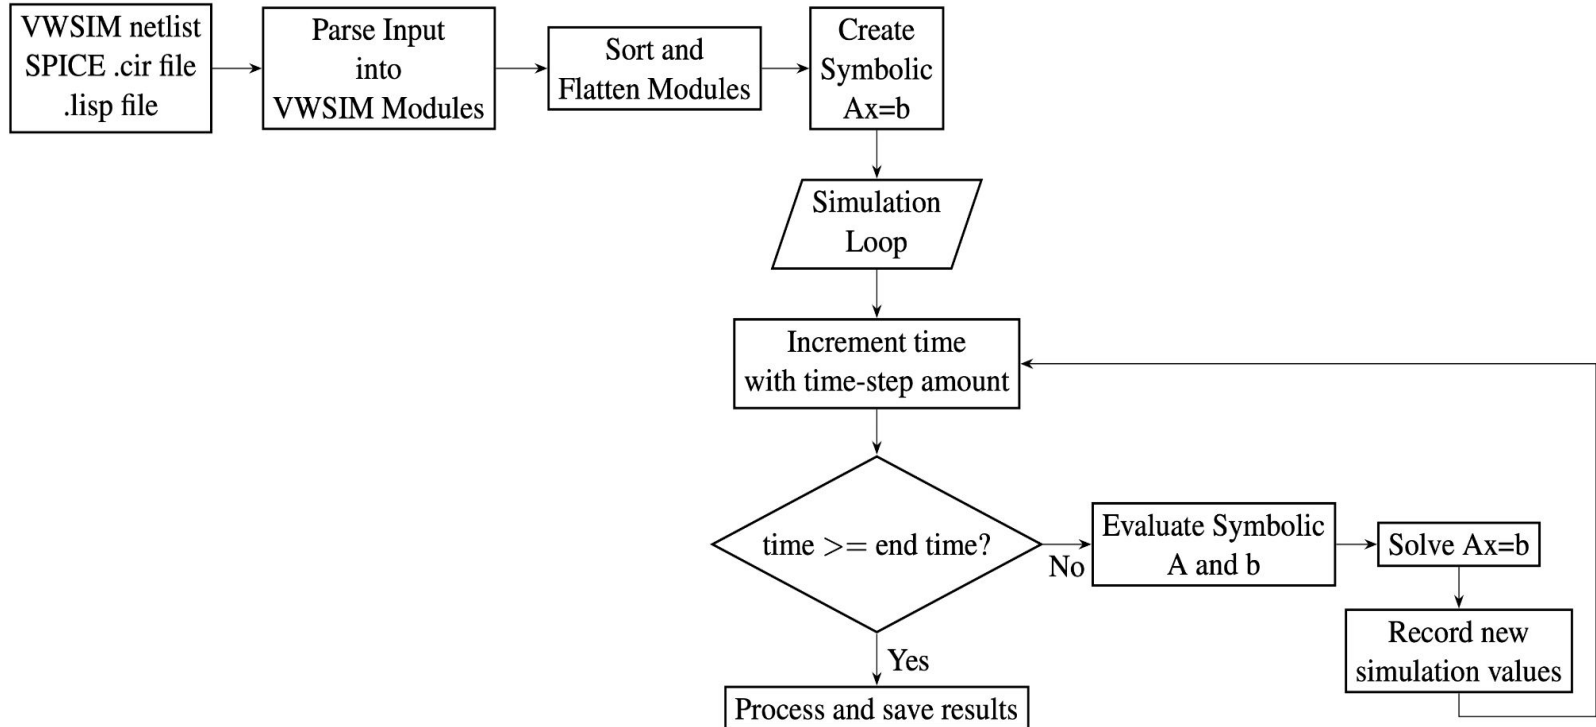 VWSIM netlist
SPICE .cir file
.lisp file
Parse Input
into
VWSIM Modules
Sort and
Flatten Modules
Create
Symbolic
Ax=b
Simulation
Loop
Increment time
with time-step amount
time >= end time?
No
Evaluate Symbolic
A and b
Solve Ax=b
Record new
simulation values
Yes
Process and save results